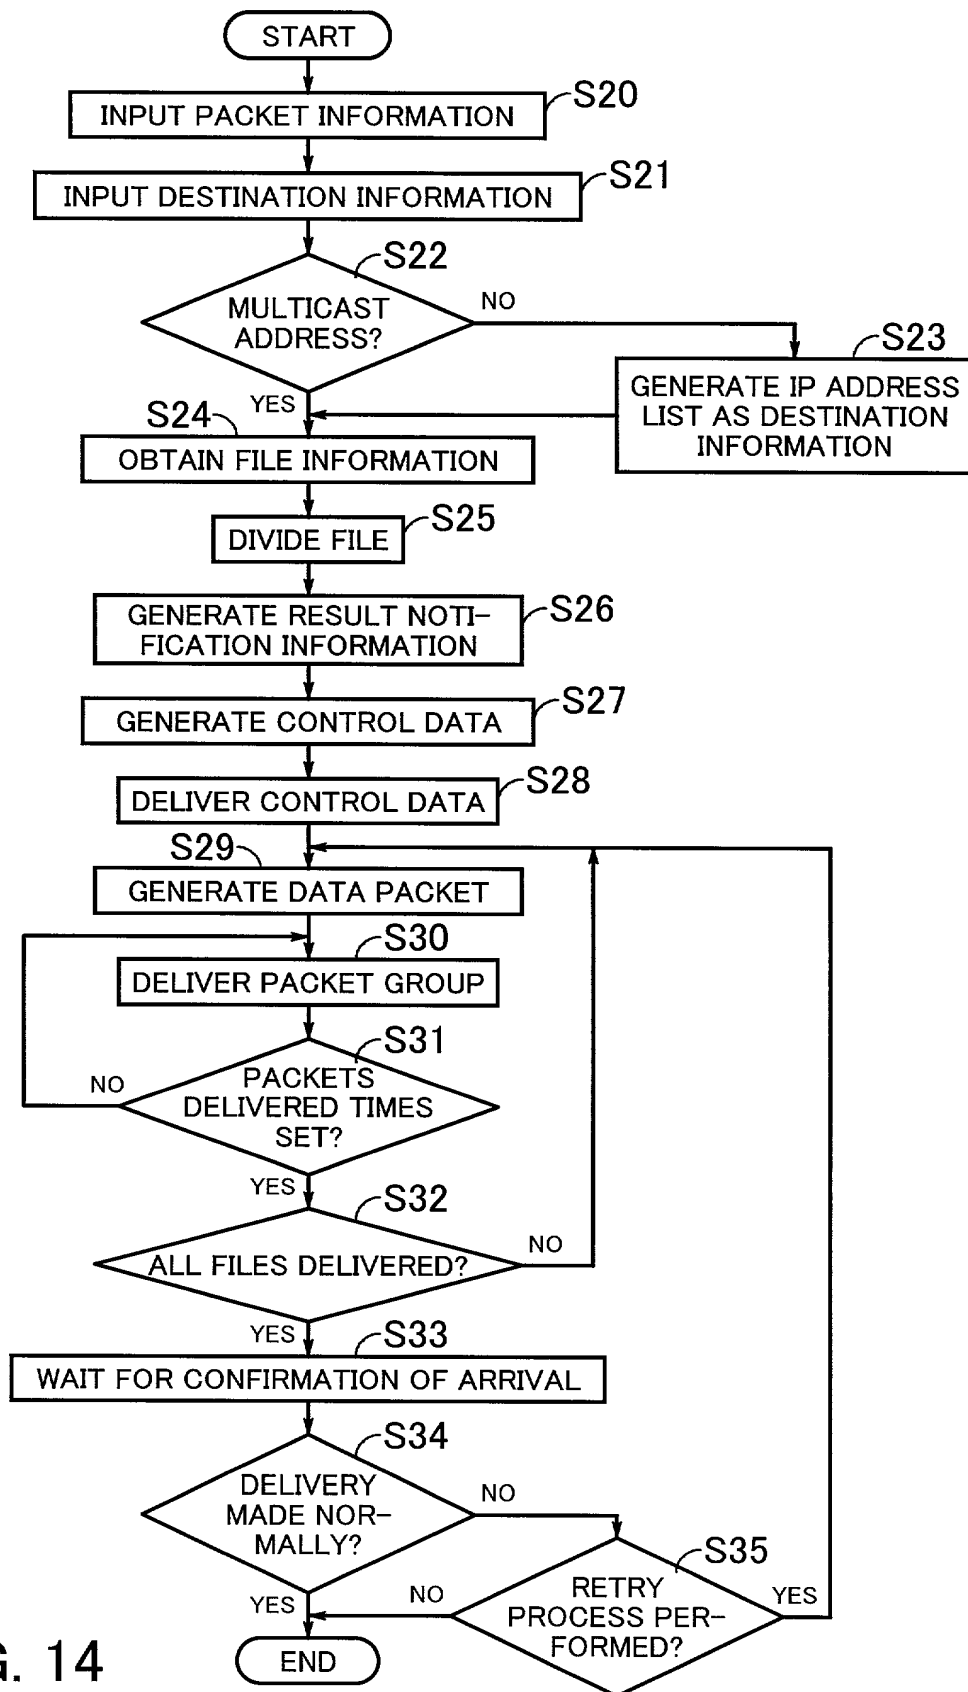 START
S20
INPUT PACKET INFORMATION
S21
INPUT DESTINATION INFORMATION
S22
MULTICAST
ADDRESS?
NO
S23
GENERATE IP ADDRESS
LIST AS DESTINATION
INFORMATION
YES
S24
OBTAIN FILE INFORMATION
S25
DIVIDE FILE
S26
GENERATE RESULT NOTI-
FICATION INFORMATION
S27
GENERATE CONTROL DATA
S28
DELIVER CONTROL DATA
S29
GENERATE DATA PACKET
S30
DELIVER PACKET GROUP
S31
PACKETS
DELIVERED TIMES
SET?
NO
YES
S32
ALL FILES DELIVERED?
NO
YES
S33
WAIT FOR CONFIRMATION OF ARRIVAL
S34
DELIVERY
MADE NOR-
MALLY?
NO
S35
RETRY
PROCESS PER-
FORMED?
YES
NO
YES
END
G. 14